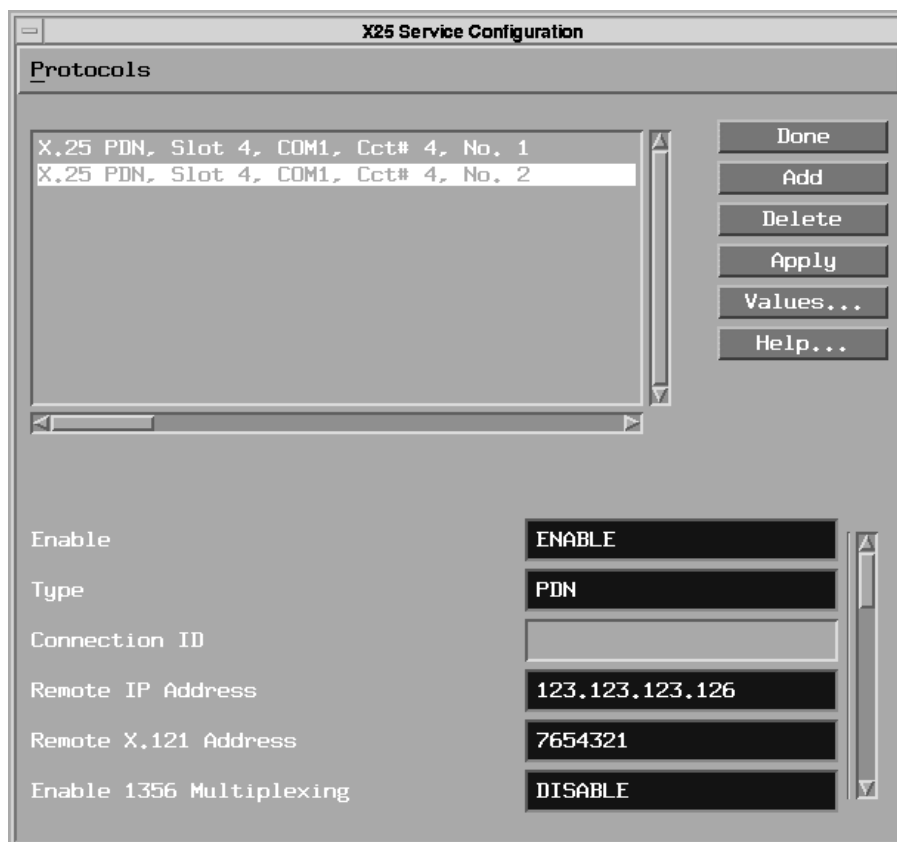 X25 Service Configuration
Protocols
X.25 PDN, Slot 4, COM1, Cct# 4, No. 1
X.25 PDN, Slot 4, COM1, Cct# 4, No. 2
Done
Add
Delete
Apply
Values...
Help...
Enable ENABLE
Type PDN
Connection ID
Remote IP Address 123.123.123.126
Remote X.121 Address 7654321
Enable 1356 Multiplexing DISABLE